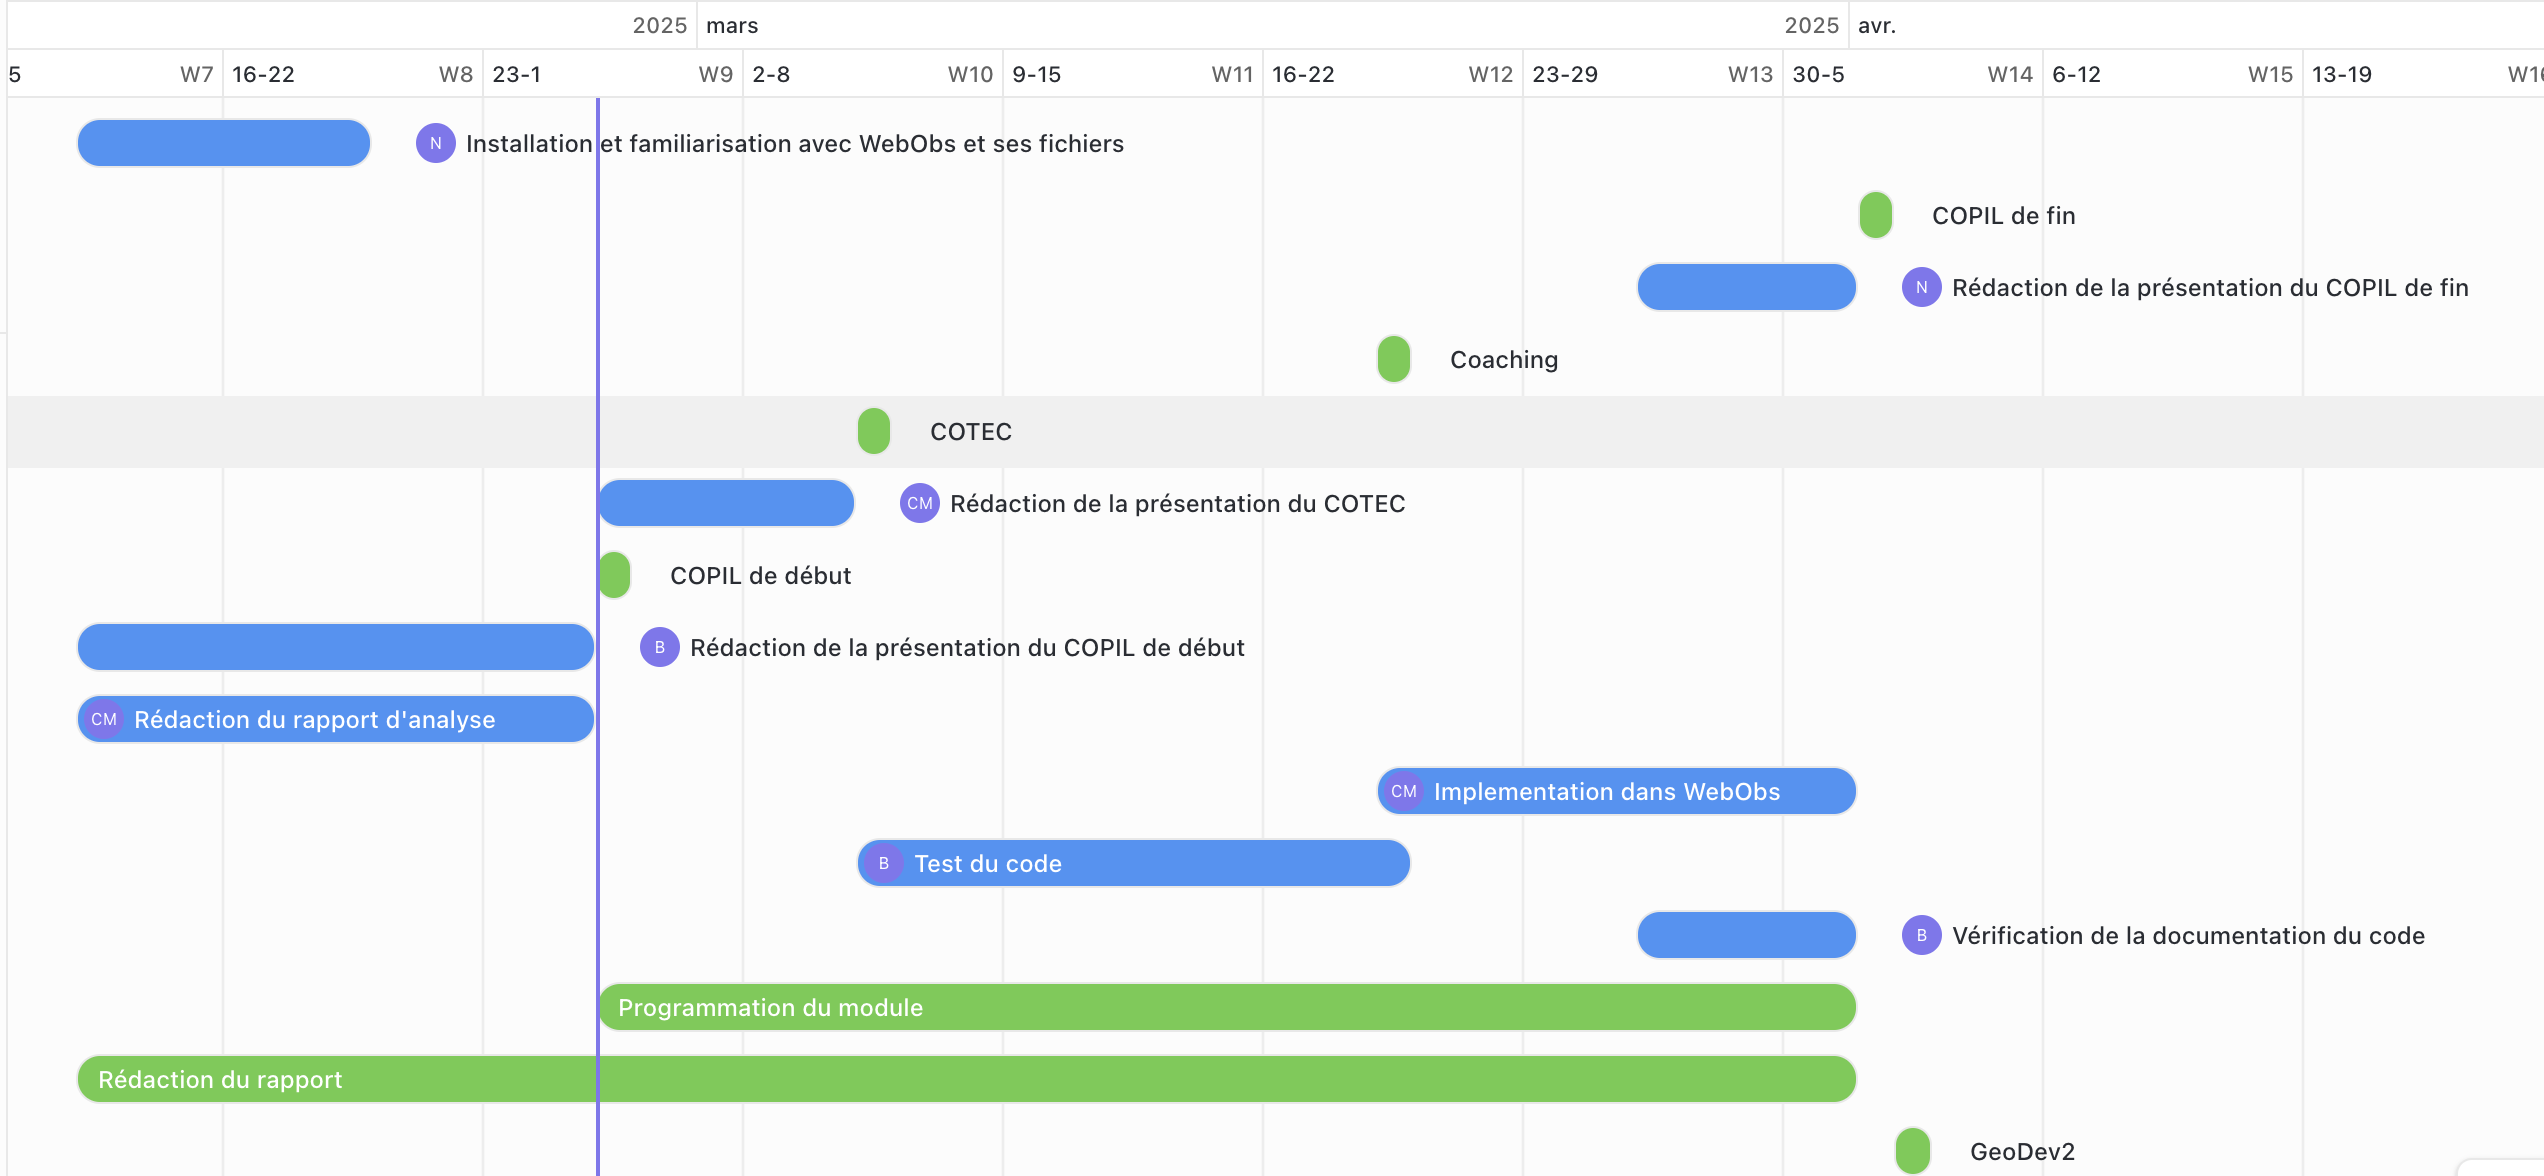 2025 mars 2025 avr.
5 W7 16-22 W8 23-1 W9 2-8 W10 9-15 W11 16-22 W12 23-29 W13 30-5 W14 6-12 W15 13-19
N Installation et familiarisation avec WebObs et ses fichiers
COPIL de fin
N Rédaction de la présentation du COPIL de fin
Coaching
COTEC
CM Rédaction de la présentation du COTEC
COPIL de début
B Rédaction de la présentation du COPIL de début
CM Rédaction du rapport d'analyse
CM Implementation dans WebObs
B Test du code
B Vérification de la documentation du code
Programmation du module
Rédaction du rapport
GeoDev2